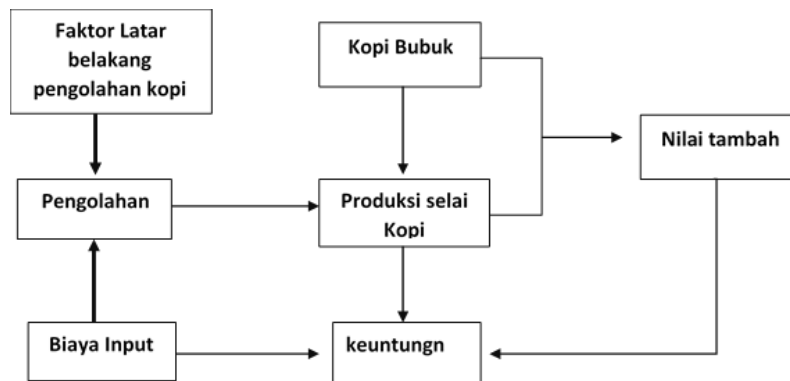 Faktor Latar
belakang
pengolahan kopi
Kopi Bubuk
Nilai tambah
Pengolahan
Produksi selai
Kopi
Biaya Input
keuntungn